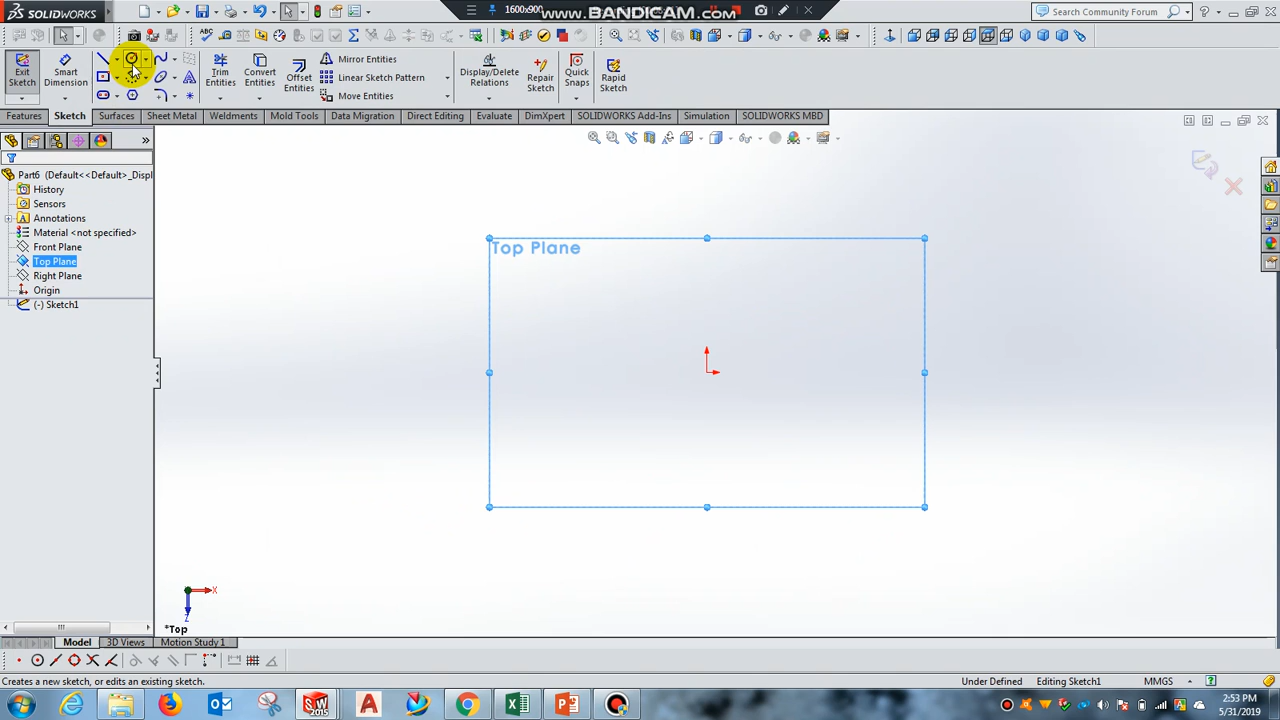 SOLIDWORKS
1600x900
www.BANDICAM.com
Search Community Forum
Exit Sketch
Smart Dimension
Trim Entities
Convert Entities
Offset Entities
Mirror Entities
Linear Sketch Pattern
Move Entities
Display/Delete Relations
Repair Sketch
Quick Snaps
Rapid Sketch
Features
Sketch
Surfaces
Sheet Metal
Weldments
Mold Tools
Data Migration
Direct Editing
Evaluate
DimXpert
SOLIDWORKS Add-Ins
Simulation
SOLIDWORKS MBD
Part6 (Default<<Default>_Displ
History
Sensors
Annotations
Material <not specified>
Front Plane
Top Plane
Right Plane
Origin
(-) Sketch1
Top Plane
X
Z
*Top
Model
3D Views
Motion Study 1
Creates a new sketch, or edits an existing sketch.
Under Defined
Editing Sketch1
MMGS
2:53 PM
5/31/2019